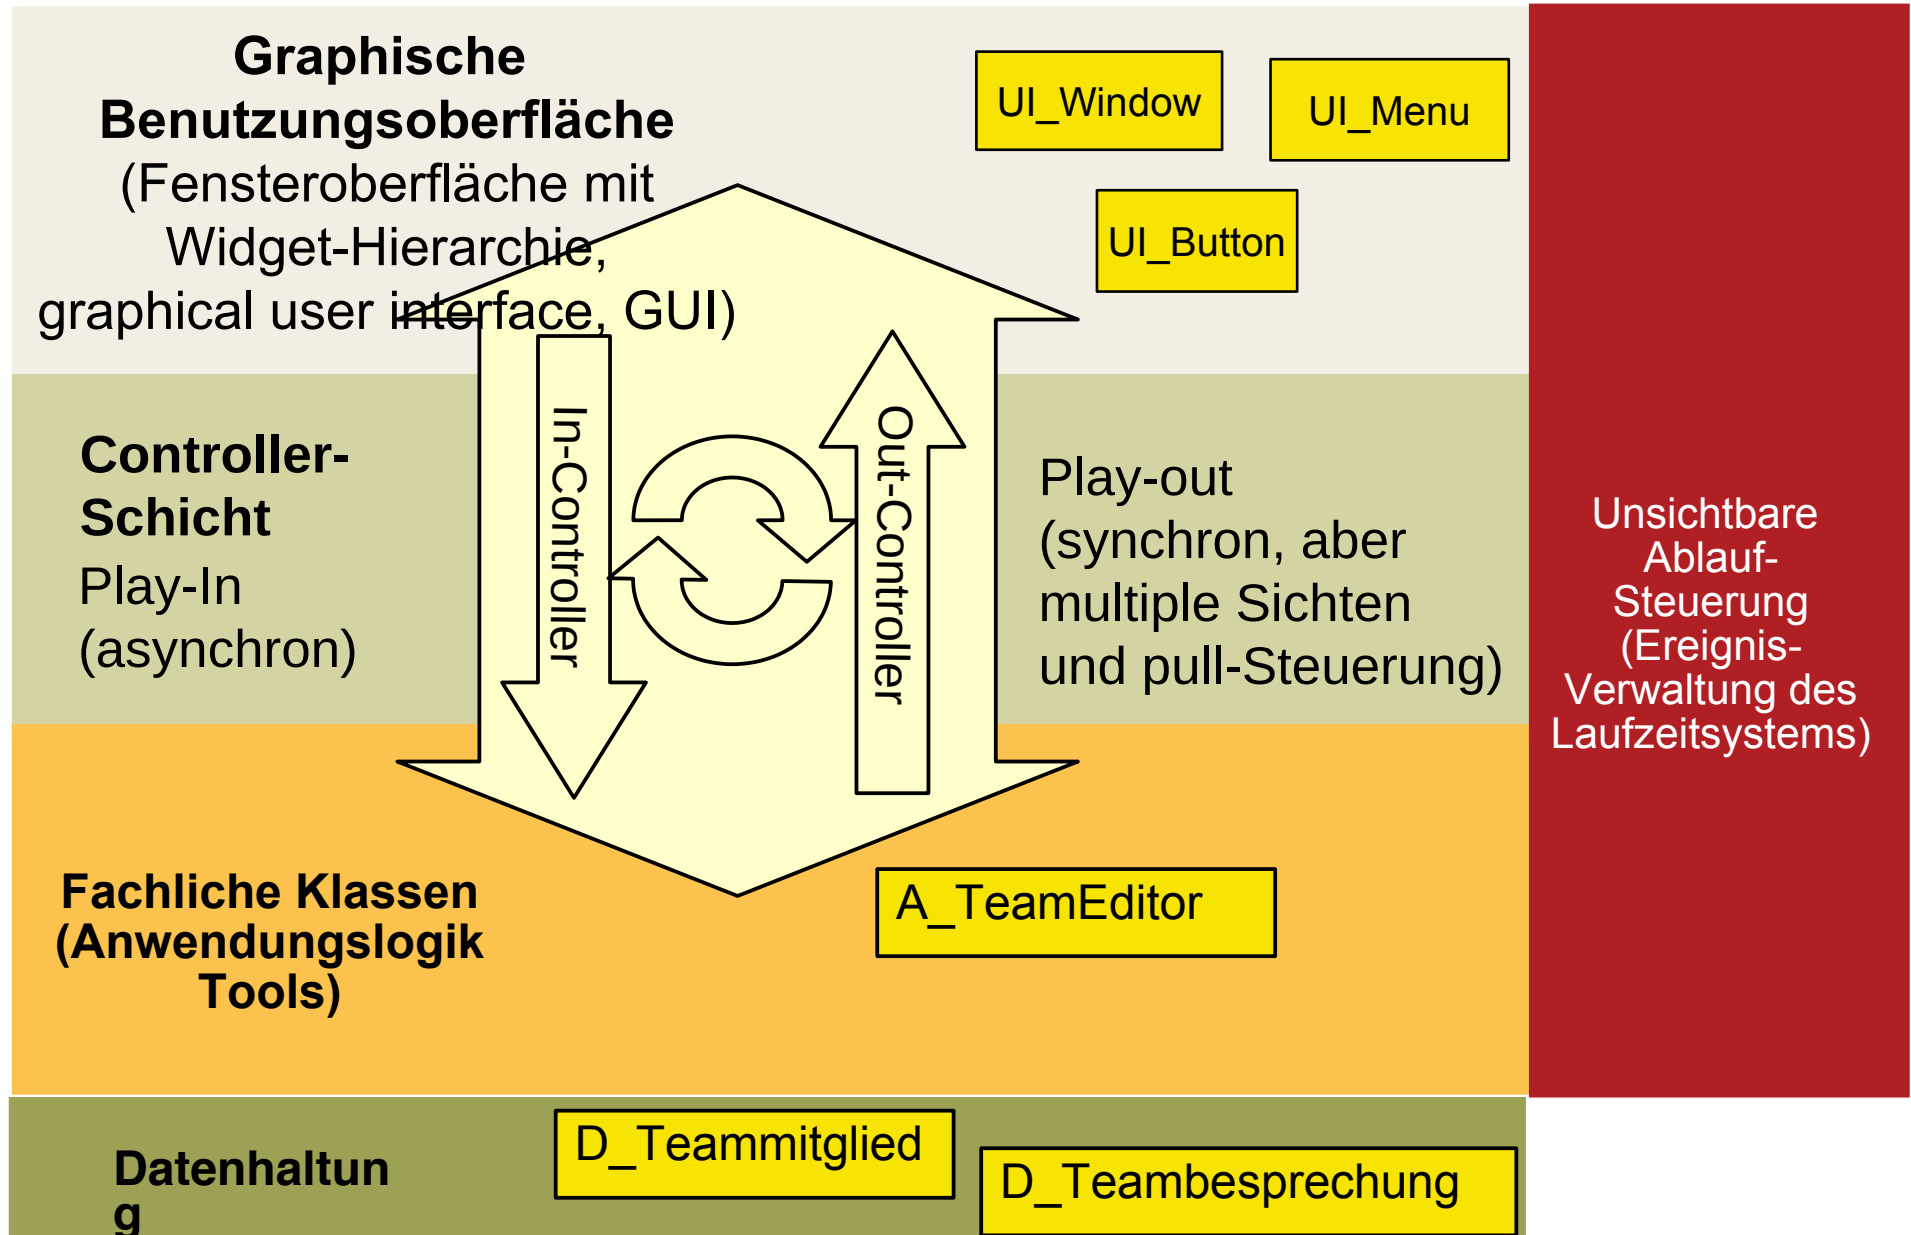 Graphische
Benutzungsoberfläche
(Fensteroberfläche mit
Widget-Hierarchie,
graphical user interface, GUI)
UI_Window
UI_Menu
UI_Button
Controller-
Schicht
Play-In
(asynchron)
In-Controller
Out-Controller
Play-out
(synchron, aber
multiple Sichten
und pull-Steuerung)
Unsichtbare
Ablauf-
Steuerung
(Ereignis-
Verwaltung des
Laufzeitsystems)
Fachliche Klassen
(Anwendungslogik
Tools)
A_TeamEditor
Datenhaltun
g
D_Teammitglied
D_Teambesprechung